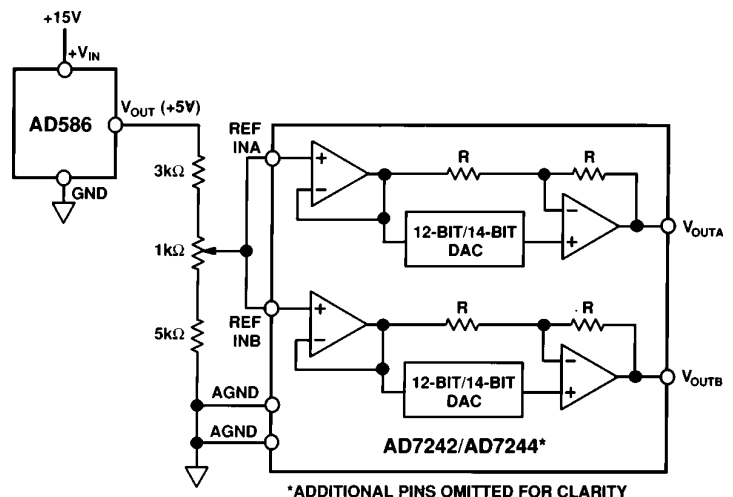 +15V
+VIN
AD586
VOUT (+5V)
GND
3kΩ
1kΩ
5kΩ
REF
INA
REF
INB
AGND
AGND
R
R
12-BIT/14-BIT
DAC
VOUTA
R
R
12-BIT/14-BIT
DAC
VOUTB
AD7242/AD7244*
*ADDITIONAL PINS OMITTED FOR CLARITY